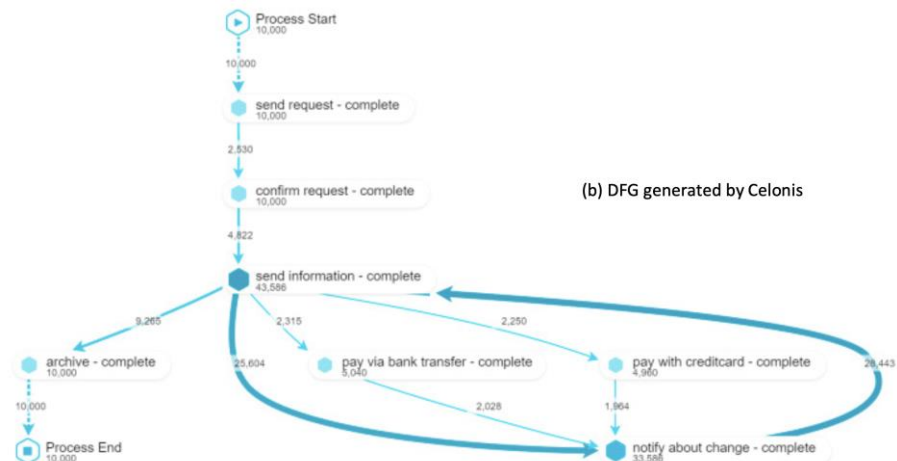 Process Start
10,000
10,000
send request - complete
10,000
2,530
confirm request - complete
10,000
(b) DFG generated by Celonis
4,822
send information - complete
43,586
9,265
2,315
2,250
archive - complete
10,000
25,604
pay via bank transfer - complete
5,040
pay with creditcard - complete
4,960
28,443
10,000
2,028
1,964
Process End
10,000
notify about change - complete
33,586